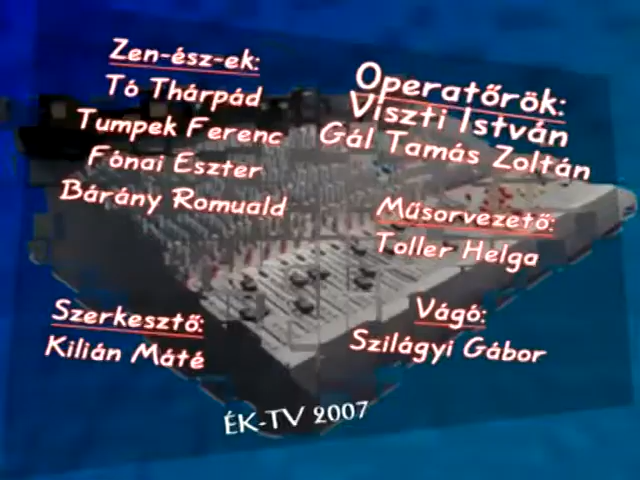 Zen-ész-ek:
Tó Thárpád
Tumpek Ferenc
Fónai Eszter
Bárány Romuald
Operatőrök:
Viszti István
Gál Tamás Zoltán
Műsorvezető:
Toller Helga
Szerkesztő:
Kilián Máté
Vágó:
Szilágyi Gábor
ÉK-TV 2007